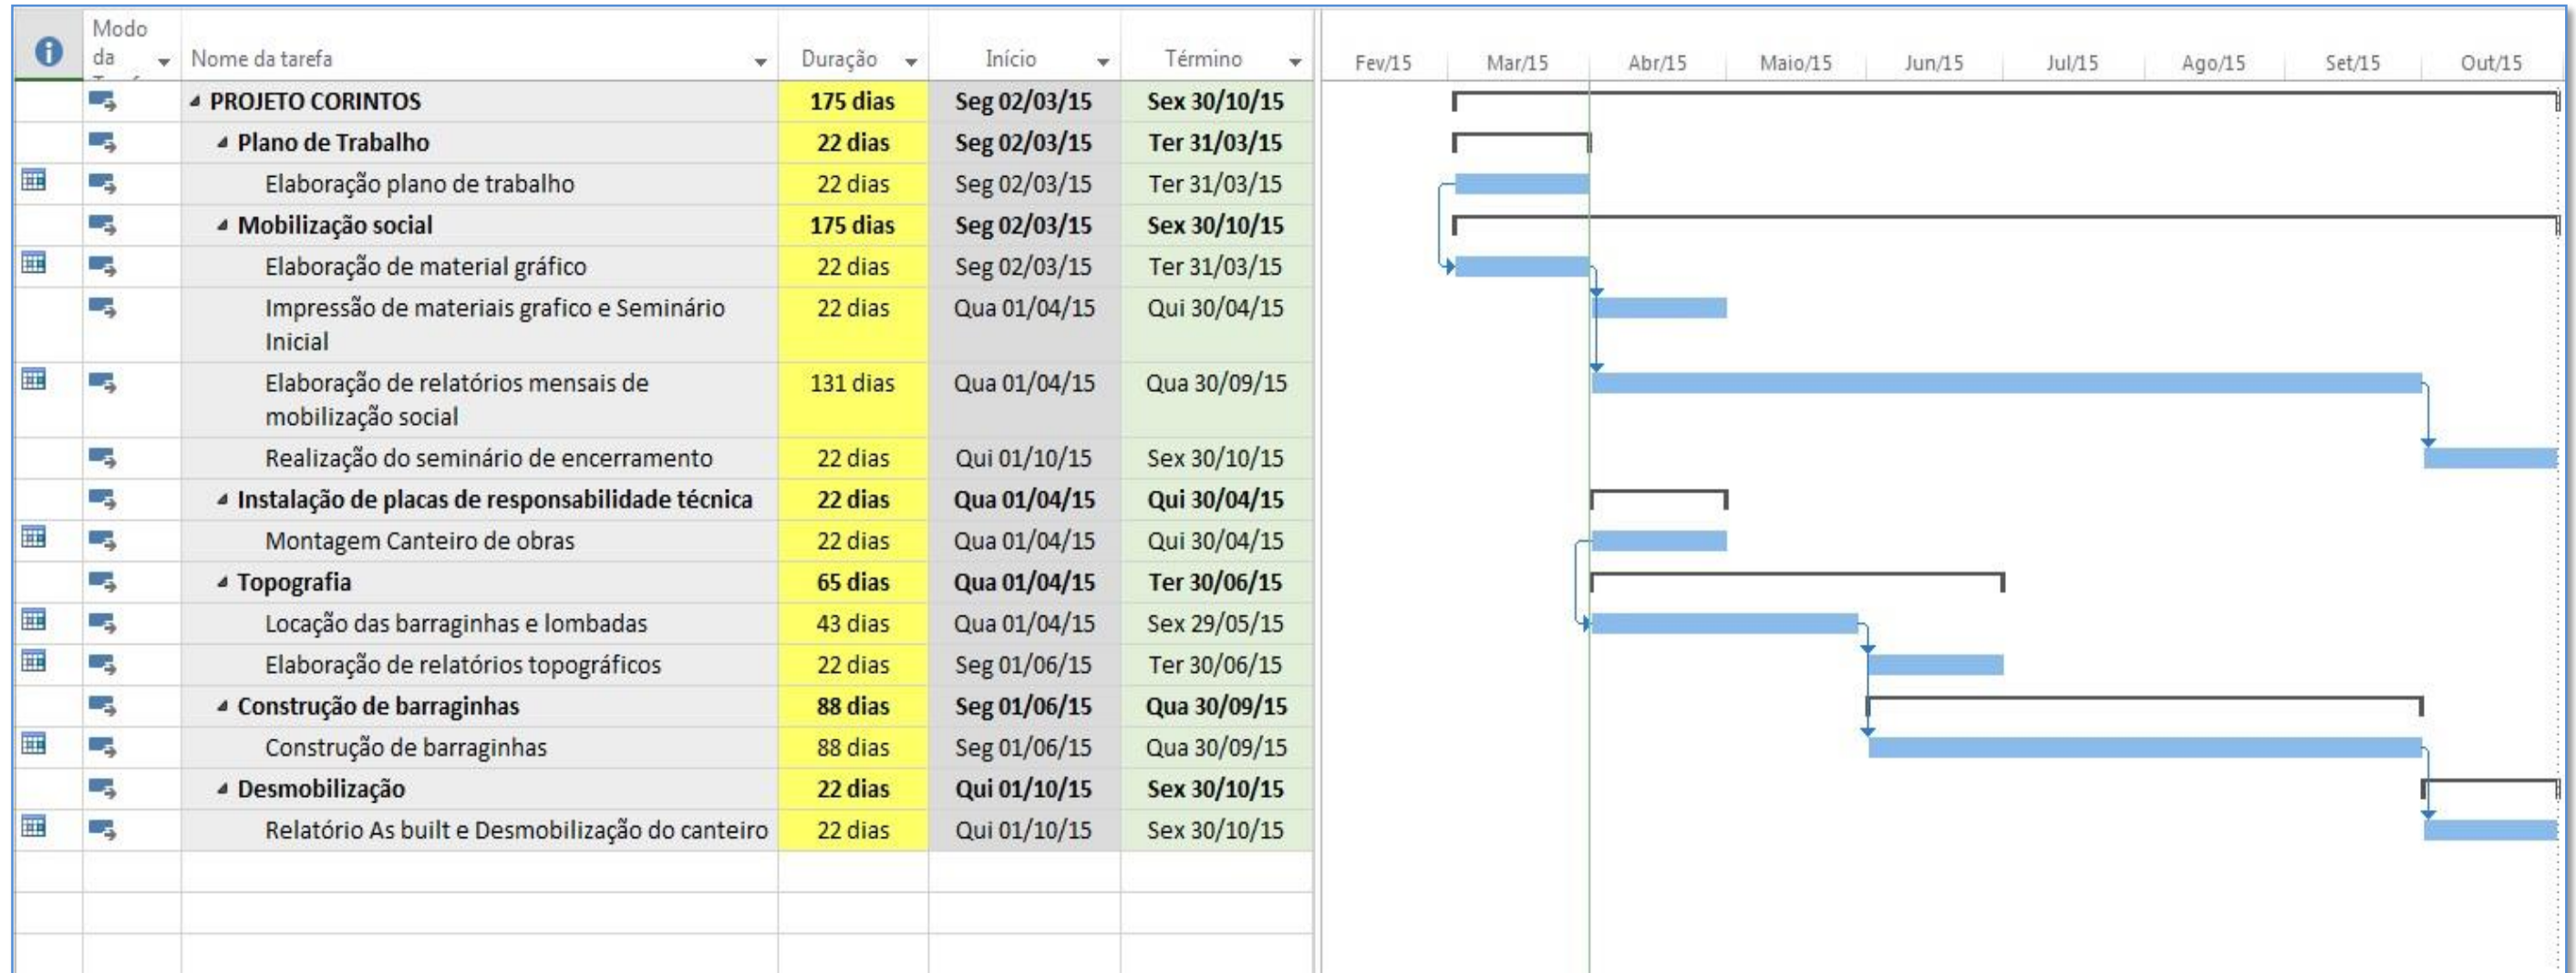 Modo
da
Nome da tarefa Duração Início Término Fev/15 Mar/15 Abr/15 Maio/15 Jun/15 Jul/15 Ago/15 Set/15 Out/15
PROJETO CORINTOS 175 dias Seg 02/03/15 Sex 30/10/15
Plano de Trabalho 22 dias Seg 02/03/15 Ter 31/03/15
Elaboração plano de trabalho 22 dias Seg 02/03/15 Ter 31/03/15
Mobilização social 175 dias Seg 02/03/15 Sex 30/10/15
Elaboração de material gráfico 22 dias Seg 02/03/15 Ter 31/03/15
Impressão de materiais grafico e Seminário 22 dias Qua 01/04/15 Qui 30/04/15
Inicial
Elaboração de relatórios mensais de 131 dias Qua 01/04/15 Qua 30/09/15
mobilização social
Realização do seminário de encerramento 22 dias Qui 01/10/15 Sex 30/10/15
Instalação de placas de responsabilidade técnica 22 dias Qua 01/04/15 Qui 30/04/15
Montagem Canteiro de obras 22 dias Qua 01/04/15 Qui 30/04/15
Topografia 65 dias Qua 01/04/15 Ter 30/06/15
Locação das barraginhas e lombadas 43 dias Qua 01/04/15 Sex 29/05/15
Elaboração de relatórios topográficos 22 dias Seg 01/06/15 Ter 30/06/15
Construção de barraginhas 88 dias Seg 01/06/15 Qua 30/09/15
Construção de barraginhas 88 dias Seg 01/06/15 Qua 30/09/15
Desmobilização 22 dias Qui 01/10/15 Sex 30/10/15
Relatório As built e Desmobilização do canteiro 22 dias Qui 01/10/15 Sex 30/10/15